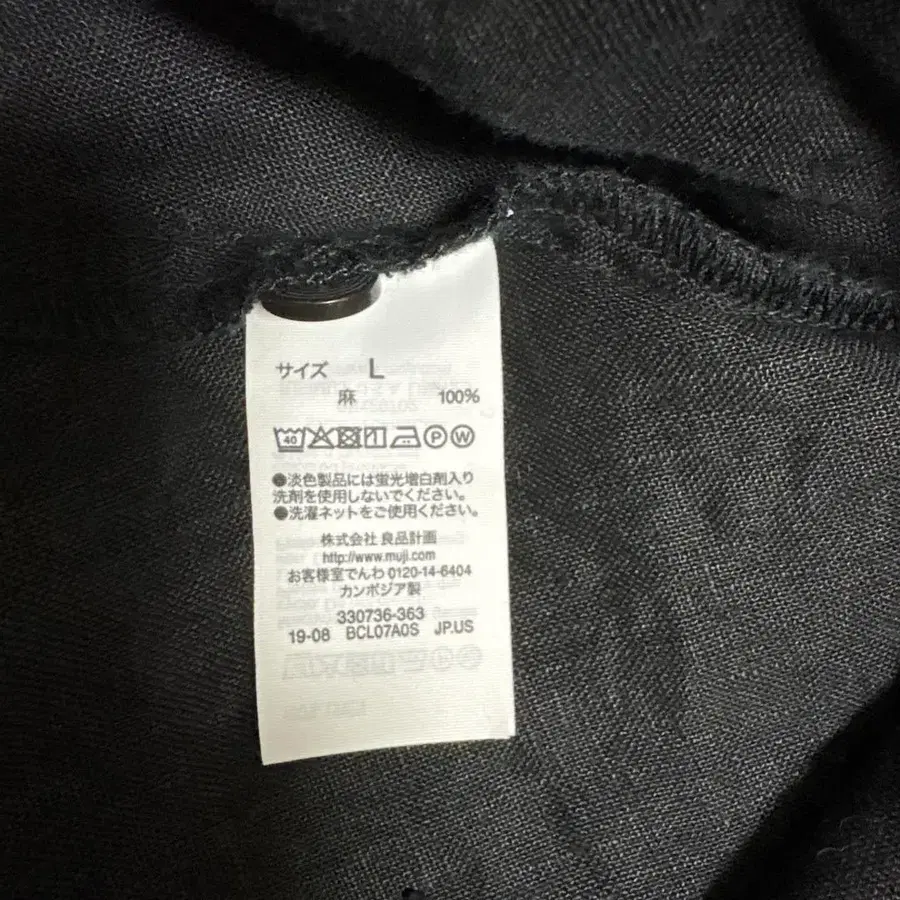 サイズ L
麻 100%
40 P W
●淡色製品には蛍光増白剤入り
洗剤を使用しないでください。
●洗濯ネットをご使用ください。
株式会社 良品計画
http://www.muji.com
お客様室でんわ 0120-14-6404
カンボジア製
330736-363
19-08 BCL07A0S JP.US